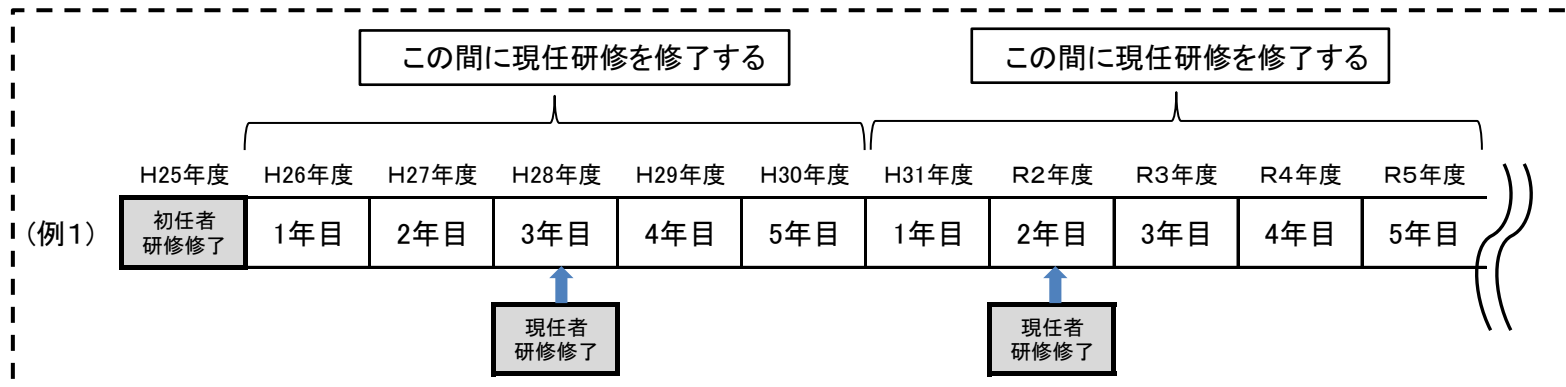 この間に現任研修を修了する この間に現任研修を修了する
H25年度 H26年度 H27年度 H28年度 H29年度 H30年度 H31年度 R2年度 R3年度 R4年度 R5年度
(例1) 初任者 1年目 2年目 3年目 4年目 5年目 1年目 2年目 3年目 4年目 5年目
研修修了
現任者 現任者
研修修了 研修修了